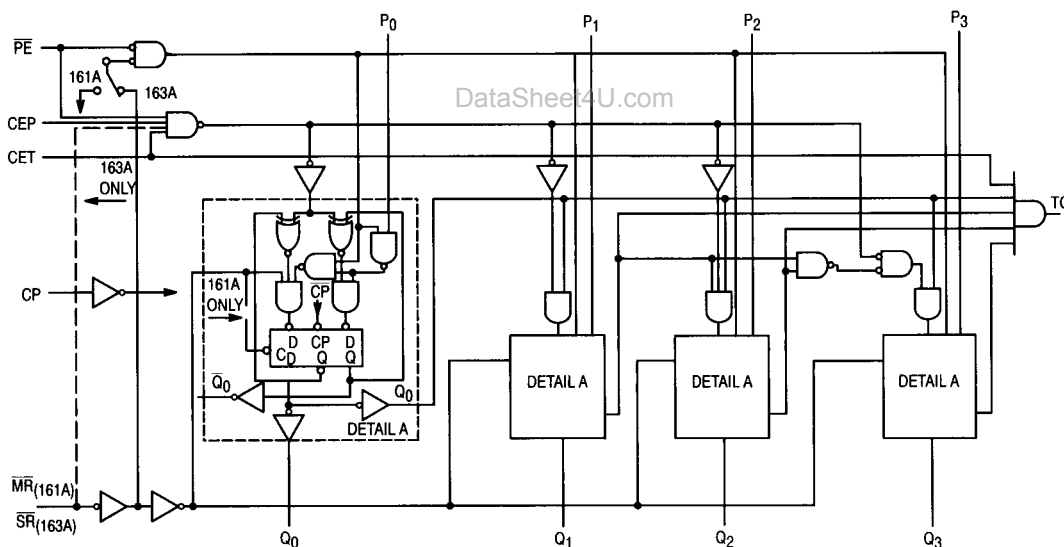 P0
P1
P2
P3
PE
161A
163A
DataSheet4U.com
CEP
CET
163A
ONLY
TC
161A
ONLY
CP
CP
D
CP
D
CD
Q
Q
Q0
Q0
DETAIL A
DETAIL A
DETAIL A
DETAIL A
MR(161A)
SR(163A)
Q0
Q1
Q2
Q3